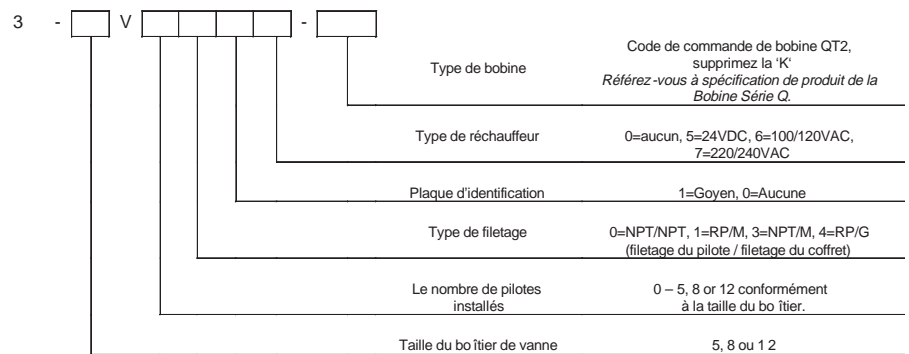 3 - V -
Type de bobine
Code de commande de bobine QT2,
supprimez la ‘K‘
Référez -vous à spécification de produit de la
Bobine Série Q.
Type de réchauffeur
0=aucun, 5=24VDC, 6=100/120VAC,
7=220/240VAC
Plaque d'identification
1=Goyen, 0=Aucune
Type de filetage
0=NPT/NPT, 1=RP/M, 3=NPT/M, 4=RP/G
(filetage du pilote / filetage du coffret)
Le nombre de pilotes
installés
0 – 5, 8 or 12 conformément
à la taille du bo îtier.
Taille du bo îtier de vanne
5, 8 ou 1 2